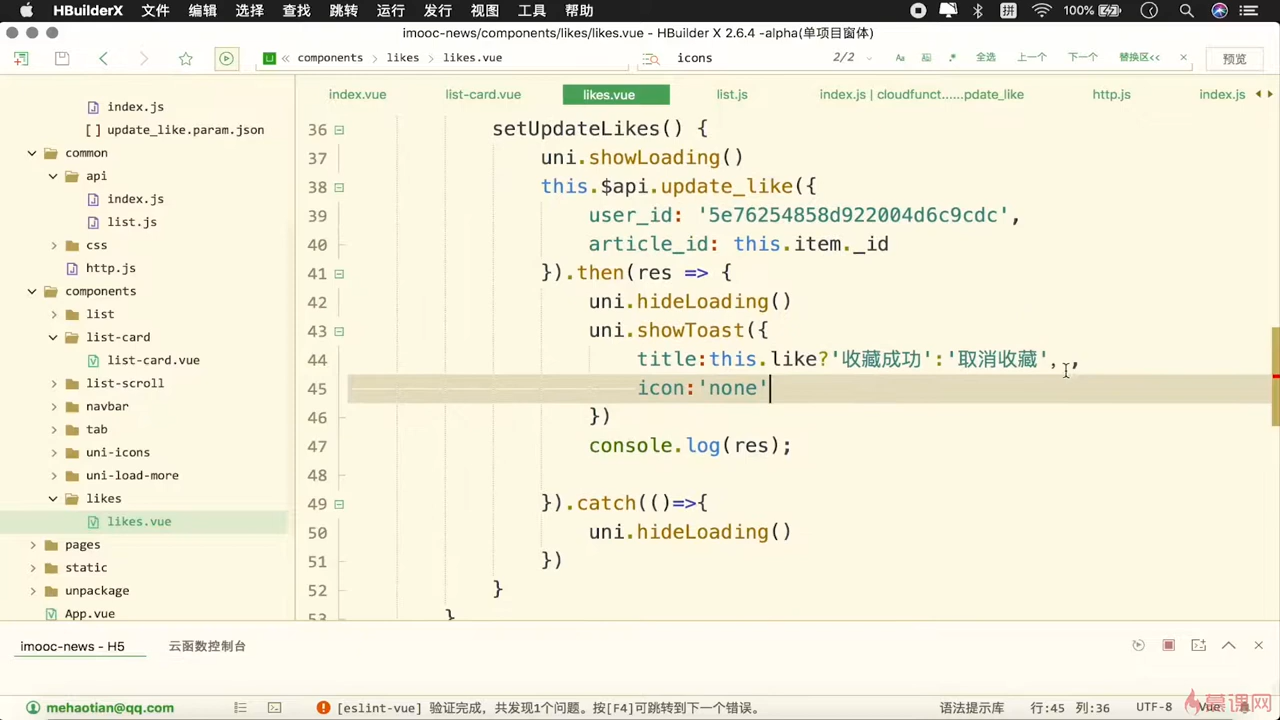 HBuilderX 文件 编辑 选择 查找 跳转 运行 发行 视图 工具 帮助 100%
imooc-news/components/likes/likes.vue - HBuilder X 2.6.4 -alpha(单项目窗体)
components likes likes.vue icons 2/2 Aa 全选 上一个 下一个 替换区<< 预览
index.vue list-card.vue likes.vue list.js index.js | cloudfunct......pdate_like http.js index.js
index.js
[ ] update_like.param.json
common
api
index.js
list.js
css
http.js
components
list
list-card
list-card.vue
list-scroll
navbar
tab
uni-icons
uni-load-more
likes
likes.vue
pages
static
unpackage
App.vue
36 setUpdateLikes() {
37 uni.showLoading()
38 this.$api.update_like({
39 user_id: '5e76254858d922004d6c9cdc',
40 article_id: this.item._id
41 }).then(res => {
42 uni.hideLoading()
43 uni.showToast({
44 title:this.like?'收藏成功':'取消收藏',,
45 icon:'none'
46 })
47 console.log(res);
48
49 }).catch(()=>{
50 uni.hideLoading()
51 })
52 }
53 }
imooc-news - H5 云函数控制台
mehaotian@qq.com [eslint-vue] 验证完成，共发现1个问题。按[F4]可跳转到下一个错误。 语法提示库 行:45 列:36 UTF-8 Vue
慕课网